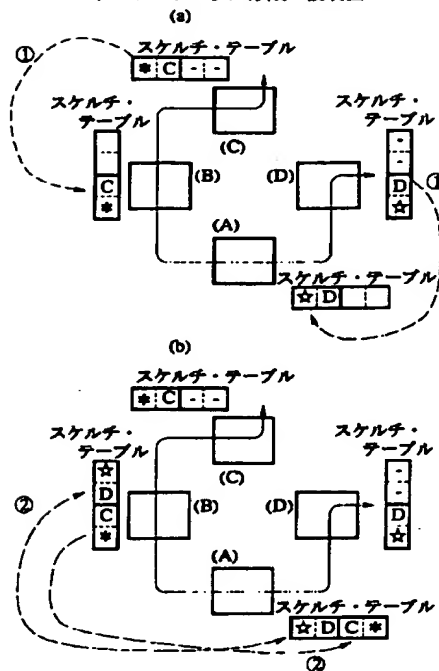 (a)
スケルチ・テーブル
* C - -
①
スケルチ・
テーブル
C
*
(C)
(B)
(D)
(A)
スケルチ・
テーブル
-
-
D
☆
①
スケルチ・テーブル
☆ D
(b)
スケルチ・テーブル
* C - -
スケルチ・
テーブル
☆
D
C
*
②
(C)
(B)
(D)
(A)
スケルチ・
テーブル
-
-
D
☆
スケルチ・テーブル
☆ D C *
②